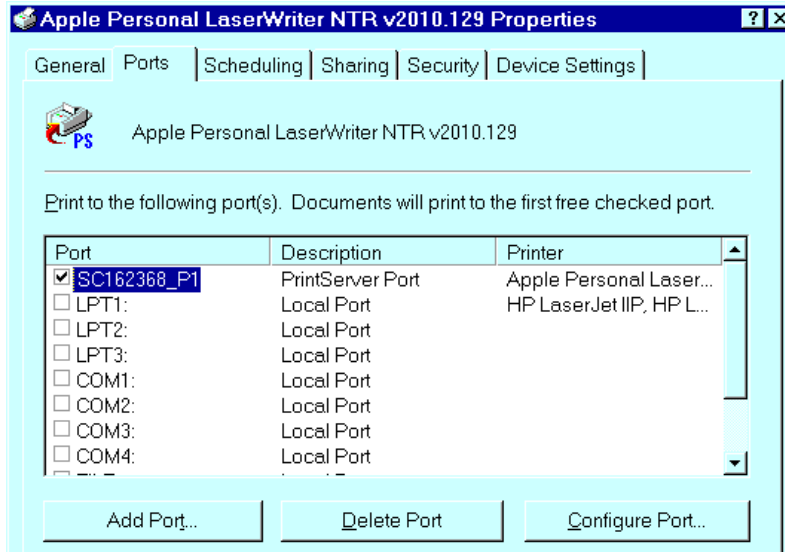 Apple Personal LaserWriter NTR v2010.129 Properties
General Ports Scheduling Sharing Security Device Settings
PS
Apple Personal LaserWriter NTR v2010.129
Print to the following port(s). Documents will print to the first free checked port.
Port Description Printer
SC162368_P1 PrintServer Port Apple Personal Laser...
LPT1: Local Port HP LaserJet IIP, HP L...
LPT2: Local Port
LPT3: Local Port
COM1: Local Port
COM2: Local Port
COM3: Local Port
COM4: Local Port
Add Port... Delete Port Configure Port...